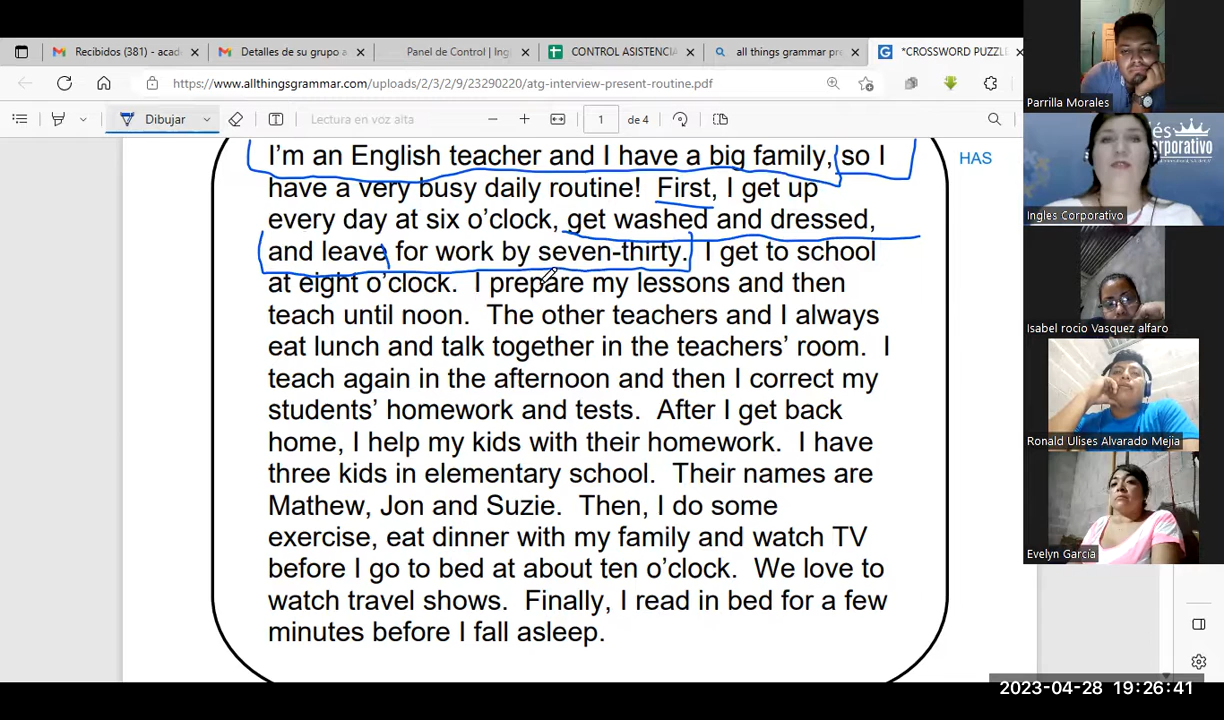 Recibidos (381) - acade
Detalles de su grupo a
Panel de Control | Ing
CONTROL ASISTENCIA
all things grammar pre
*CROSSWORD PUZZL
https://www.allthingsgrammar.com/uploads/2/3/2/9/23290220/atg-interview-present-routine.pdf
Dibujar
Lectura en voz alta
1
de 4
I'm an English teacher and I have a big family, so I
HAS
have a very busy daily routine! First, I get up
every day at six o'clock, get washed and dressed,
and leave for work by seven-thirty. I get to school
at eight o'clock. I prepare my lessons and then
teach until noon. The other teachers and I always
eat lunch and talk together in the teachers' room. I
teach again in the afternoon and then I correct my
students' homework and tests. After I get back
home, I help my kids with their homework. I have
three kids in elementary school. Their names are
Mathew, Jon and Suzie. Then, I do some
exercise, eat dinner with my family and watch TV
before I go to bed at about ten o'clock. We love to
watch travel shows. Finally, I read in bed for a few
minutes before I fall asleep.
Parrilla Morales
és
orporativo
Ingles Corporativo
Isabel rocio Vasquez alfaro
Ronald Ulises Alvarado Mejia
Evelyn García
2023-04-28 19:26:41